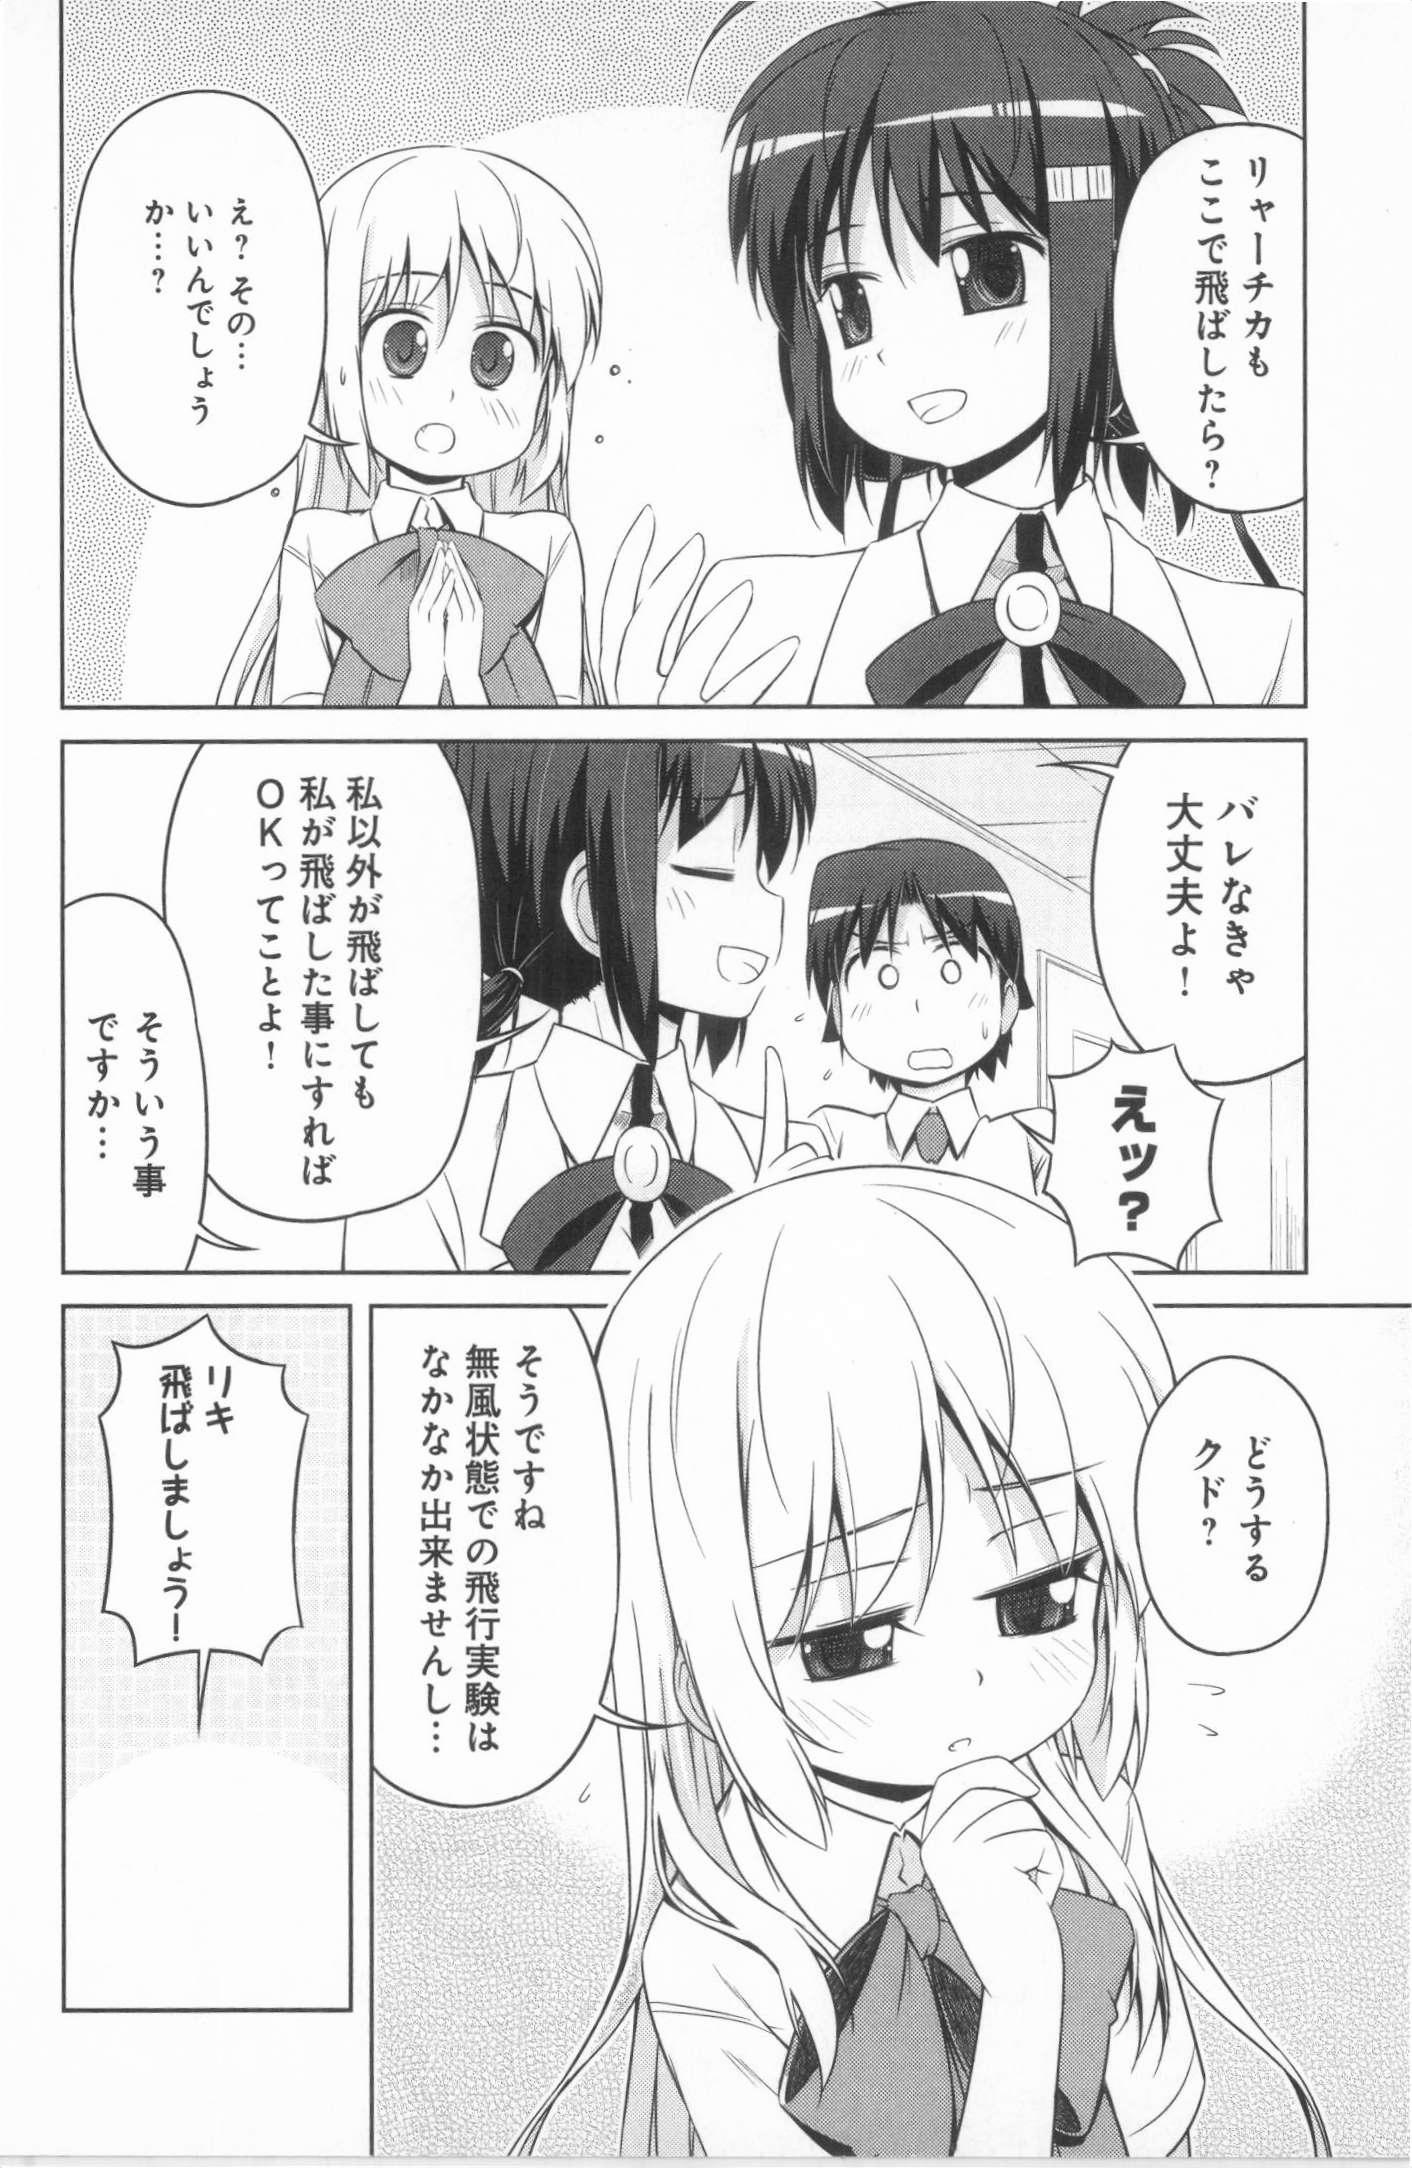 リャーチカも
ここで飛ばしたら?
え?その…
いいんでしょう
か…?
バレなきゃ
大丈夫よ!
えッ?
私以外が飛ばしても
私が飛ばした事にすれば
OKってことよ!
そういう事
ですか…
どうする
クド?
そうですね
無風状態での飛行実験は
なかなか出来ませんし…
リキ
飛ばしましょう!